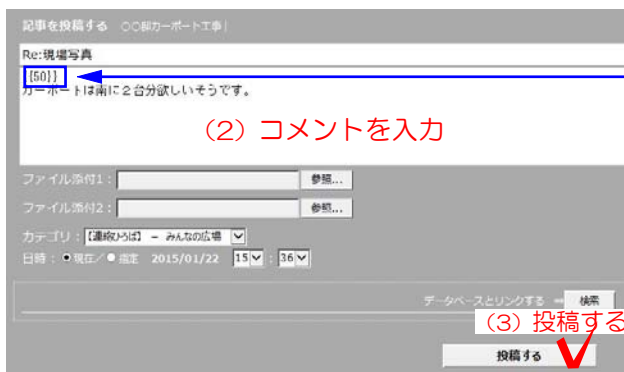 記事を投稿する 〇〇邸カーポート工事|
Re:現場写真
{50}}
カーポートは南に2台分欲しいそうです。
(2) コメントを入力
ファイル添付1: 参照...
ファイル添付2: 参照...
カテゴリ: 【連絡ひろば】 - みんなの広場
日時: 現在/ 指定 2015/01/22 15 : 36
データベースとリンクする ⇒ 検索
(3) 投稿する
投稿する